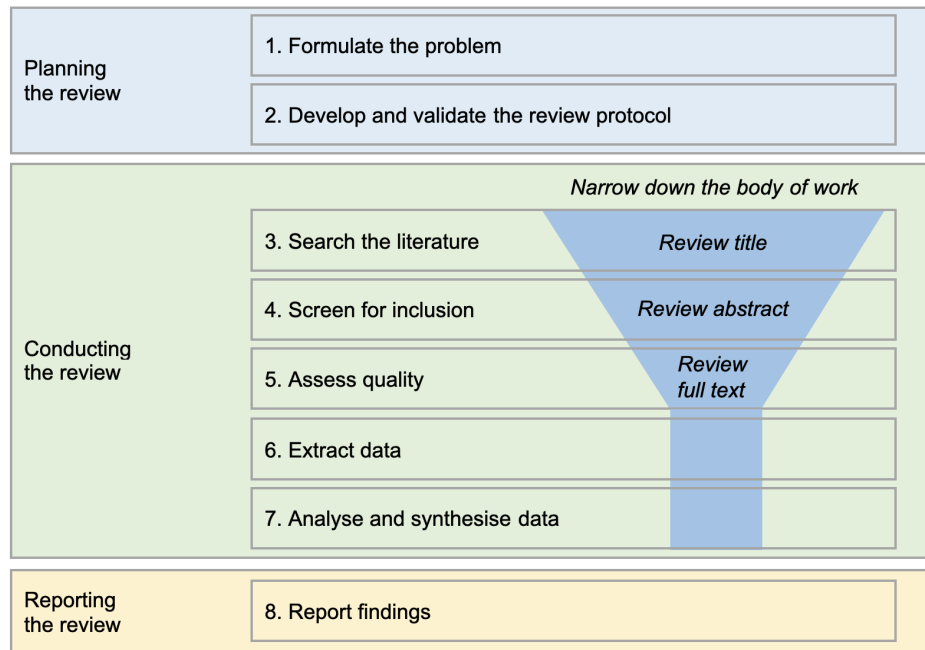 Planning
the review
1. Formulate the problem
2. Develop and validate the review protocol
Conducting
the review
Narrow down the body of work
3. Search the literature
Review title
4. Screen for inclusion
Review abstract
5. Assess quality
Review
full text
6. Extract data
7. Analyse and synthesise data
Reporting
the review
8. Report findings